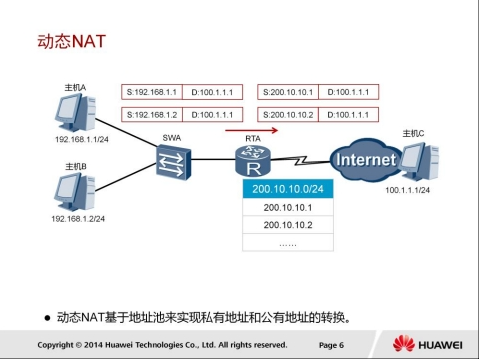 动态NAT
主机A
S:192.168.1.1 D:100.1.1.1 S:200.10.10.1 D:100.1.1.1
S:192.168.1.2 D:100.1.1.1 S:200.10.10.2 D:100.1.1.1
192.168.1.1/24
SWA
RTA
主机C
主机B
R
Internet
100.1.1.1/24
192.168.1.2/24
200.10.10.0/24
200.10.10.1
200.10.10.2
……
● 动态NAT基于地址池来实现私有地址和公有地址的转换。
Copyright © 2014 Huawei Technologies Co., Ltd. All rights reserved. Page 6 HUAWEI